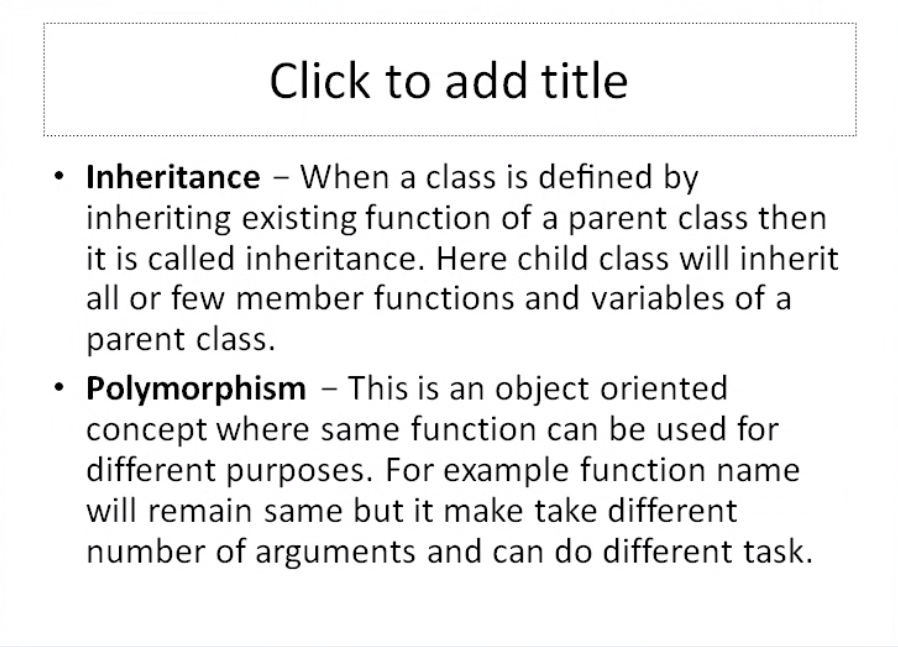 Click to add title
• Inheritance – When a class is defined by
inheriting existing function of a parent class then
it is called inheritance. Here child class will inherit
all or few member functions and variables of a
parent class.
• Polymorphism – This is an object oriented
concept where same function can be used for
different purposes. For example function name
will remain same but it make take different
number of arguments and can do different task.